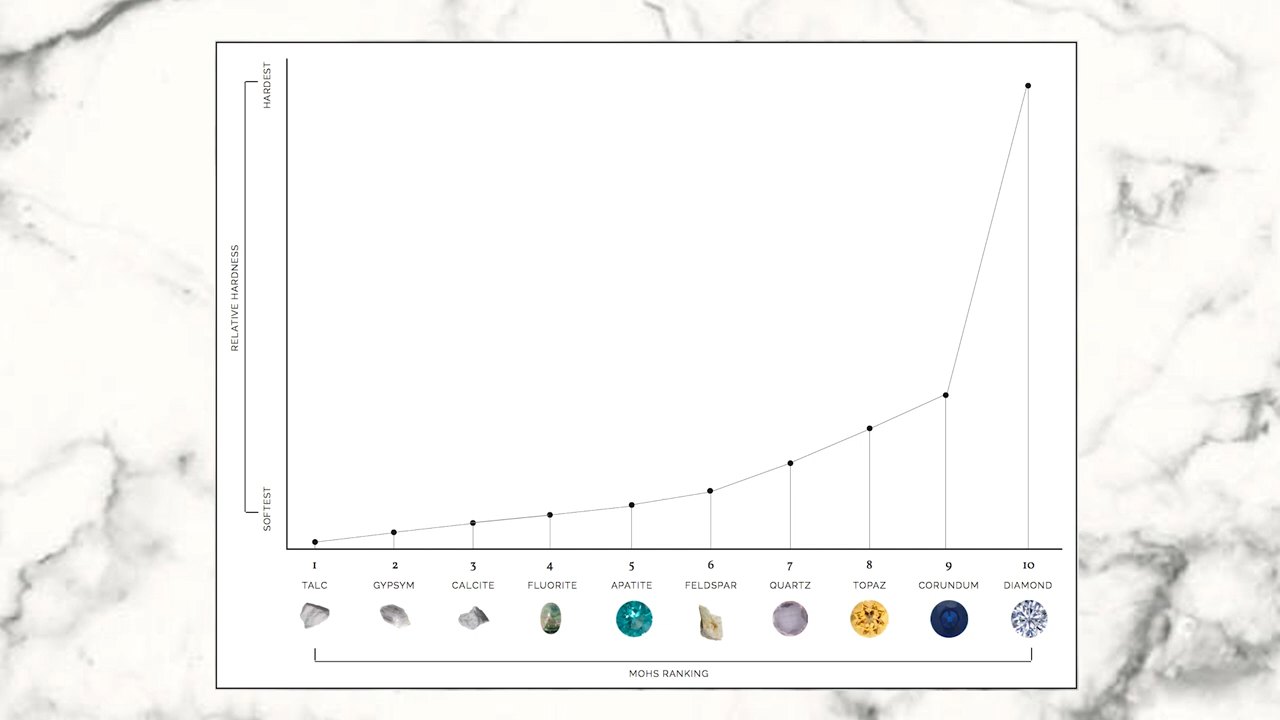 HARDEST
RELATIVE HARDNESS
SOFTEST
1 2 3 4 5 6 7 8 9 10
TALC GYPSYM CALCITE FLUORITE APATITE FELDSPAR QUARTZ TOPAZ CORUNDUM DIAMOND
MOHS RANKING